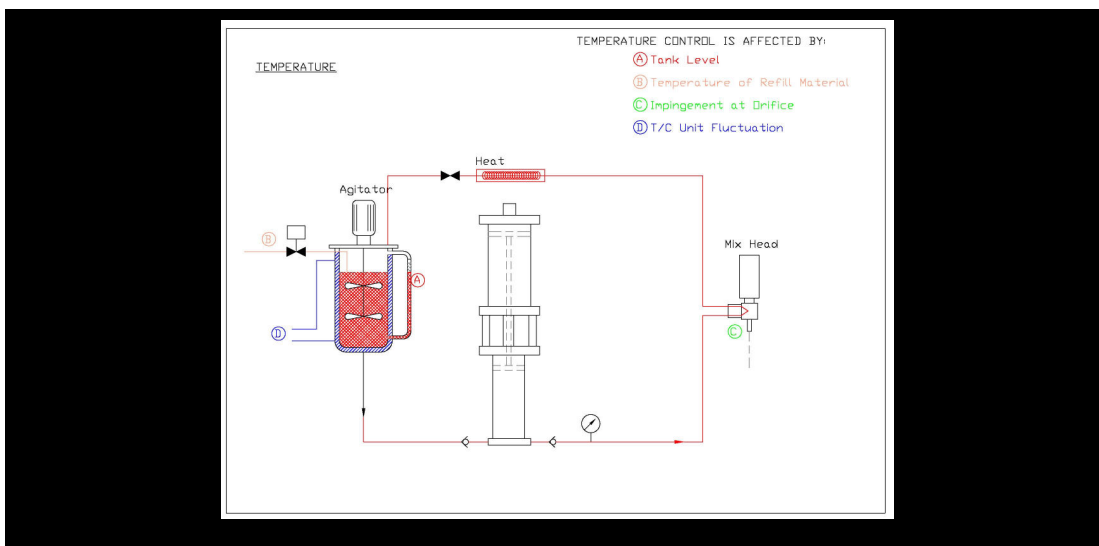 TEMPERATURE CONTROL IS AFFECTED BY:
TEMPERATURE
A Tank Level
B Temperature of Refill Material
C Impingement at Orifice
D T/C Unit Fluctuation
Heat
Agitator
B
Mix Head
A
D
C